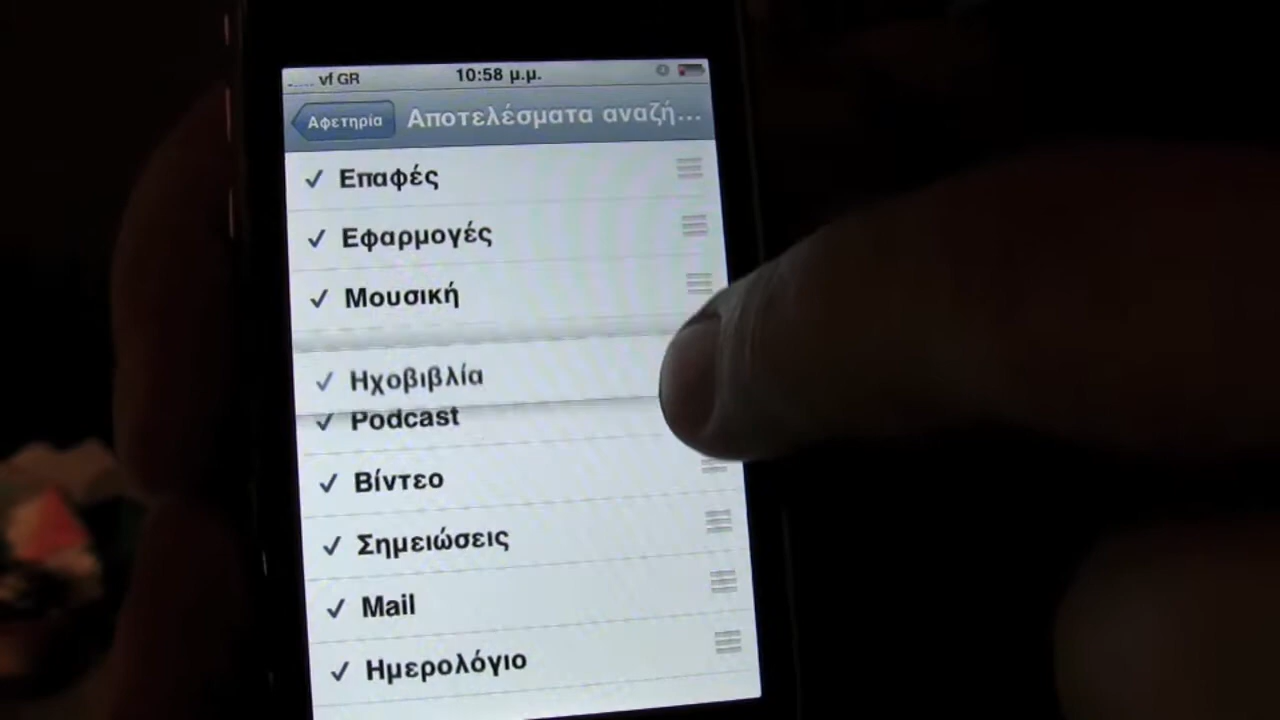 vf GR 10:58 μ.μ.
Αφετηρία Αποτελέσματα αναζή...
Επαφές
Εφαρμογές
Μουσική
Ηχοβιβλία
Podcast
Βίντεο
Σημειώσεις
Mail
Ημερολόγιο